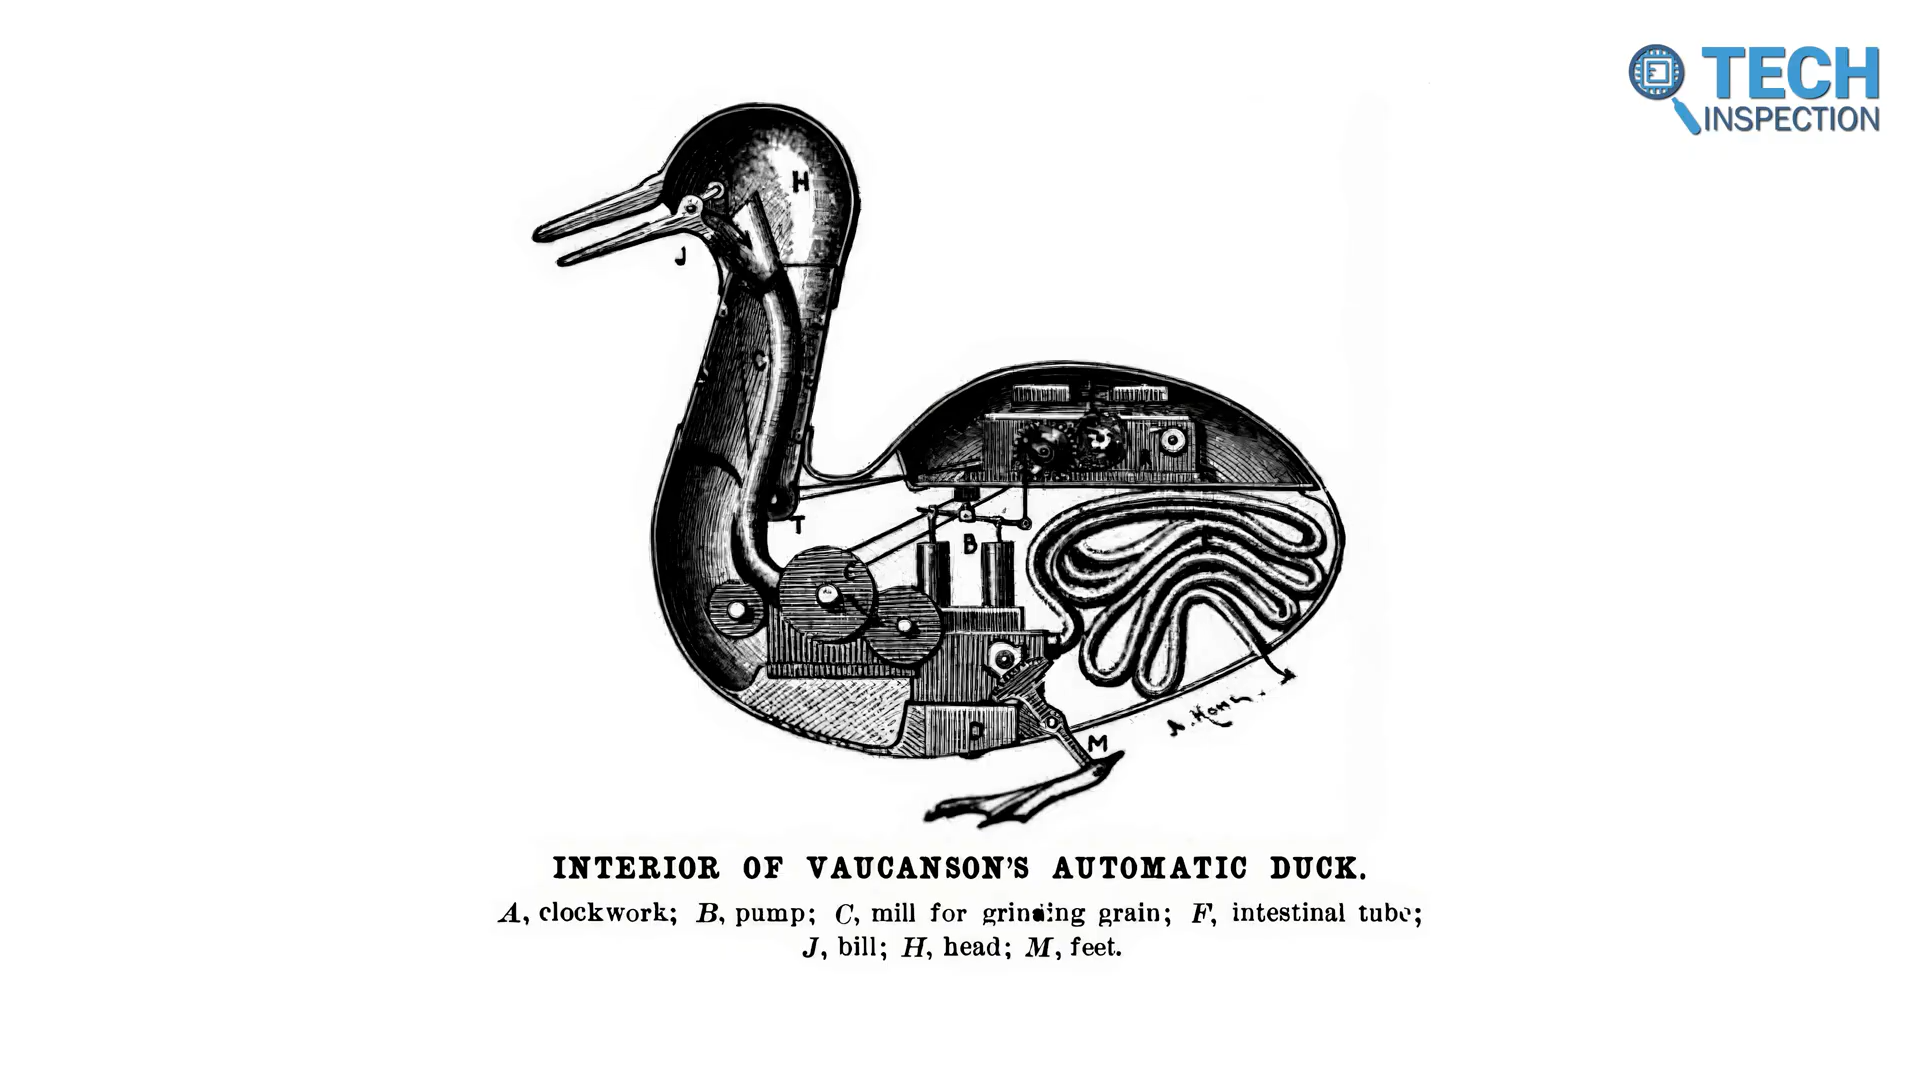 TECH
INSPECTION
H
J
C
T
B
C
D
M
INTERIOR OF VAUCANSON'S AUTOMATIC DUCK.
A, clockwork; B, pump; C, mill for grinding grain; F, intestinal tube;
J, bill; H, head; M, feet.